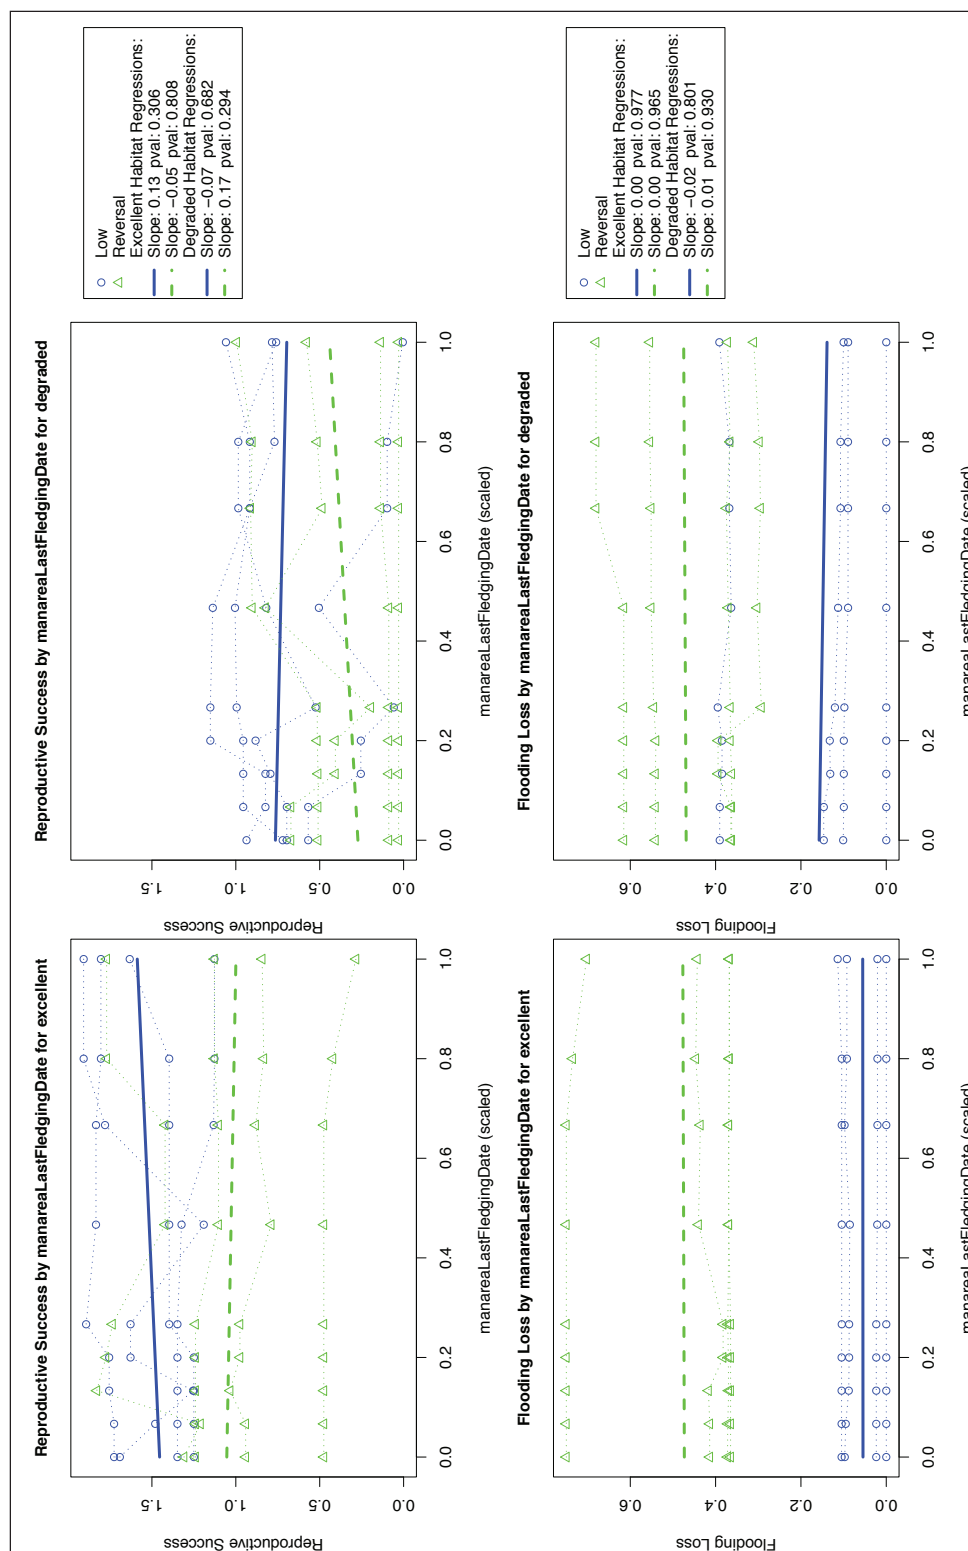 Reproductive Success by manareaLastFledgingDate for excellent
Reproductive Success
0.0
0.5
1.0
1.5
0.0
0.2
0.4
0.6
0.8
1.0
manareaLastFledgingDate (scaled)
Reproductive Success by manareaLastFledgingDate for degraded
Reproductive Success
0.0
0.5
1.0
1.5
0.0
0.2
0.4
0.6
0.8
1.0
manareaLastFledgingDate (scaled)
Low
Reversal
Excellent Habitat Regressions:
Slope: 0.13 pval: 0.306
Slope: −0.05 pval: 0.808
Degraded Habitat Regressions:
Slope: −0.07 pval: 0.682
Slope: 0.17 pval: 0.294
Flooding Loss by manareaLastFledgingDate for excellent
Flooding Loss
0.0
0.2
0.4
0.6
0.0
0.2
0.4
0.6
0.8
1.0
manareaLastFledgingDate (scaled)
Flooding Loss by manareaLastFledgingDate for degraded
Flooding Loss
0.0
0.2
0.4
0.6
0.0
0.2
0.4
0.6
0.8
1.0
manareaLastFledgingDate (scaled)
Low
Reversal
Excellent Habitat Regressions:
Slope: 0.00 pval: 0.977
Slope: 0.00 pval: 0.965
Degraded Habitat Regressions:
Slope: −0.02 pval: 0.801
Slope: 0.01 pval: 0.930